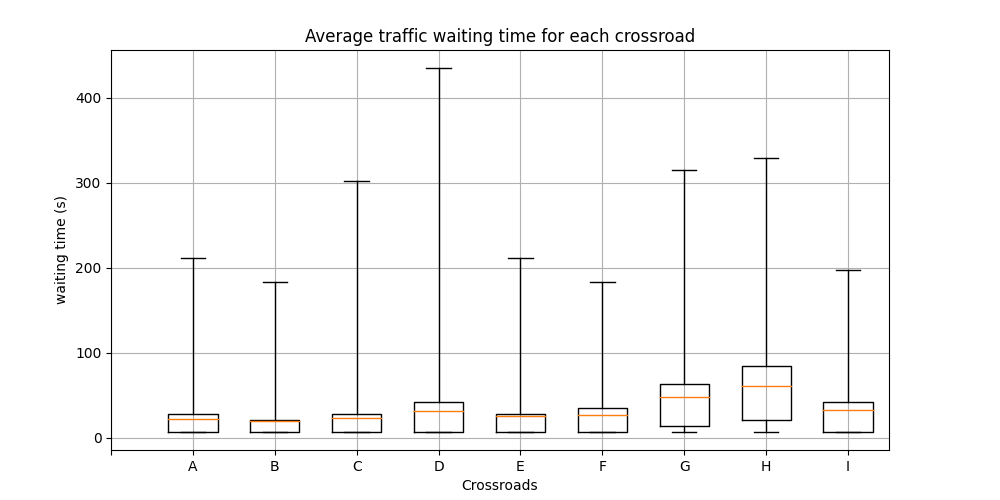 Average traffic waiting time for each crossroad
400
300
200
100
0
waiting time (s)
A B C D E F G H I
Crossroads